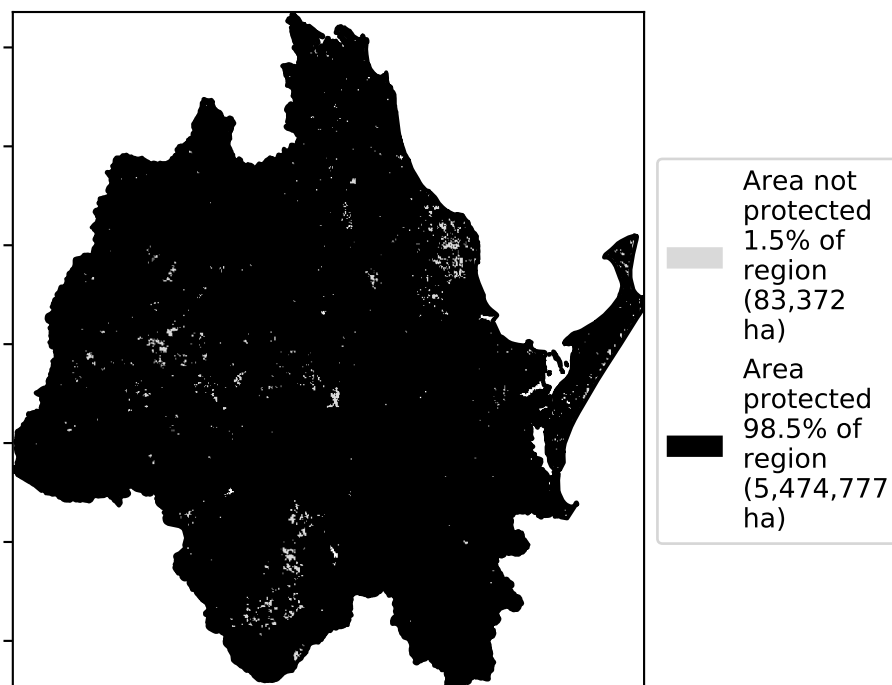 Area not
protected
1.5% of
region
(83,372
ha)
Area
protected
98.5% of
region
(5,474,777
ha)